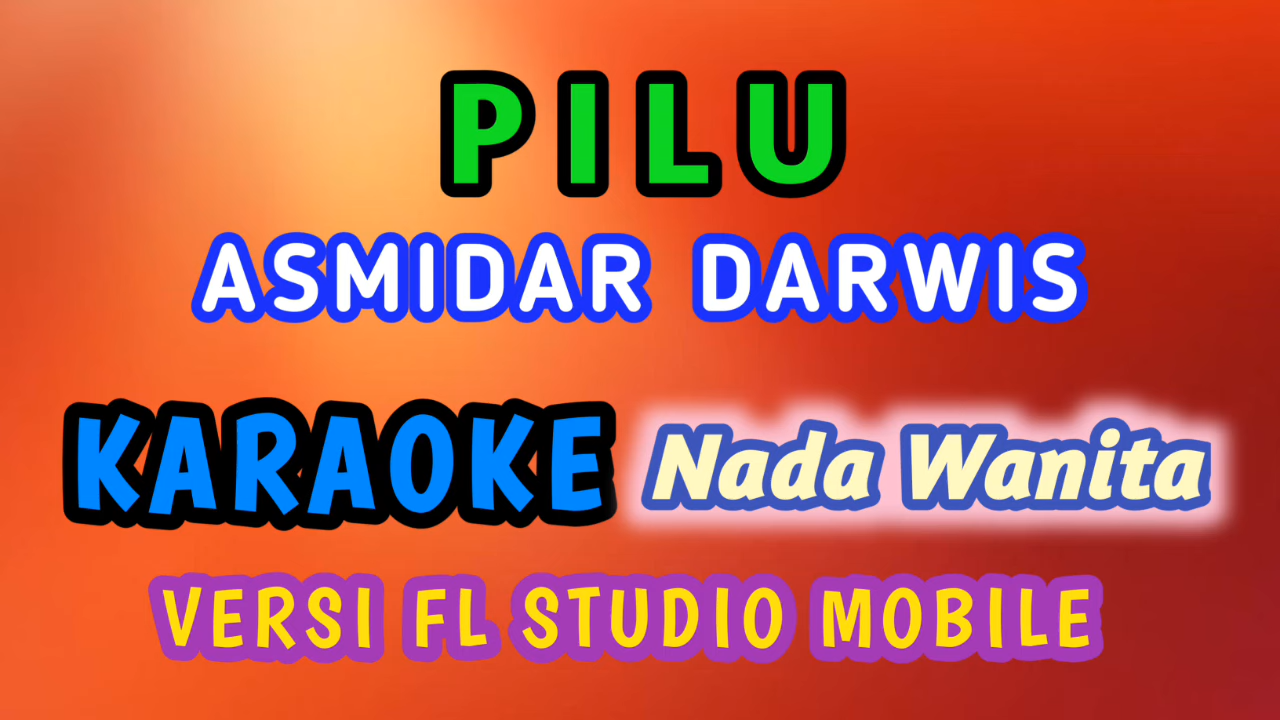 PILU
ASMIDAR DARWIS
KARAOKE Nada Wanita
VERSI FL STUDIO MOBILE